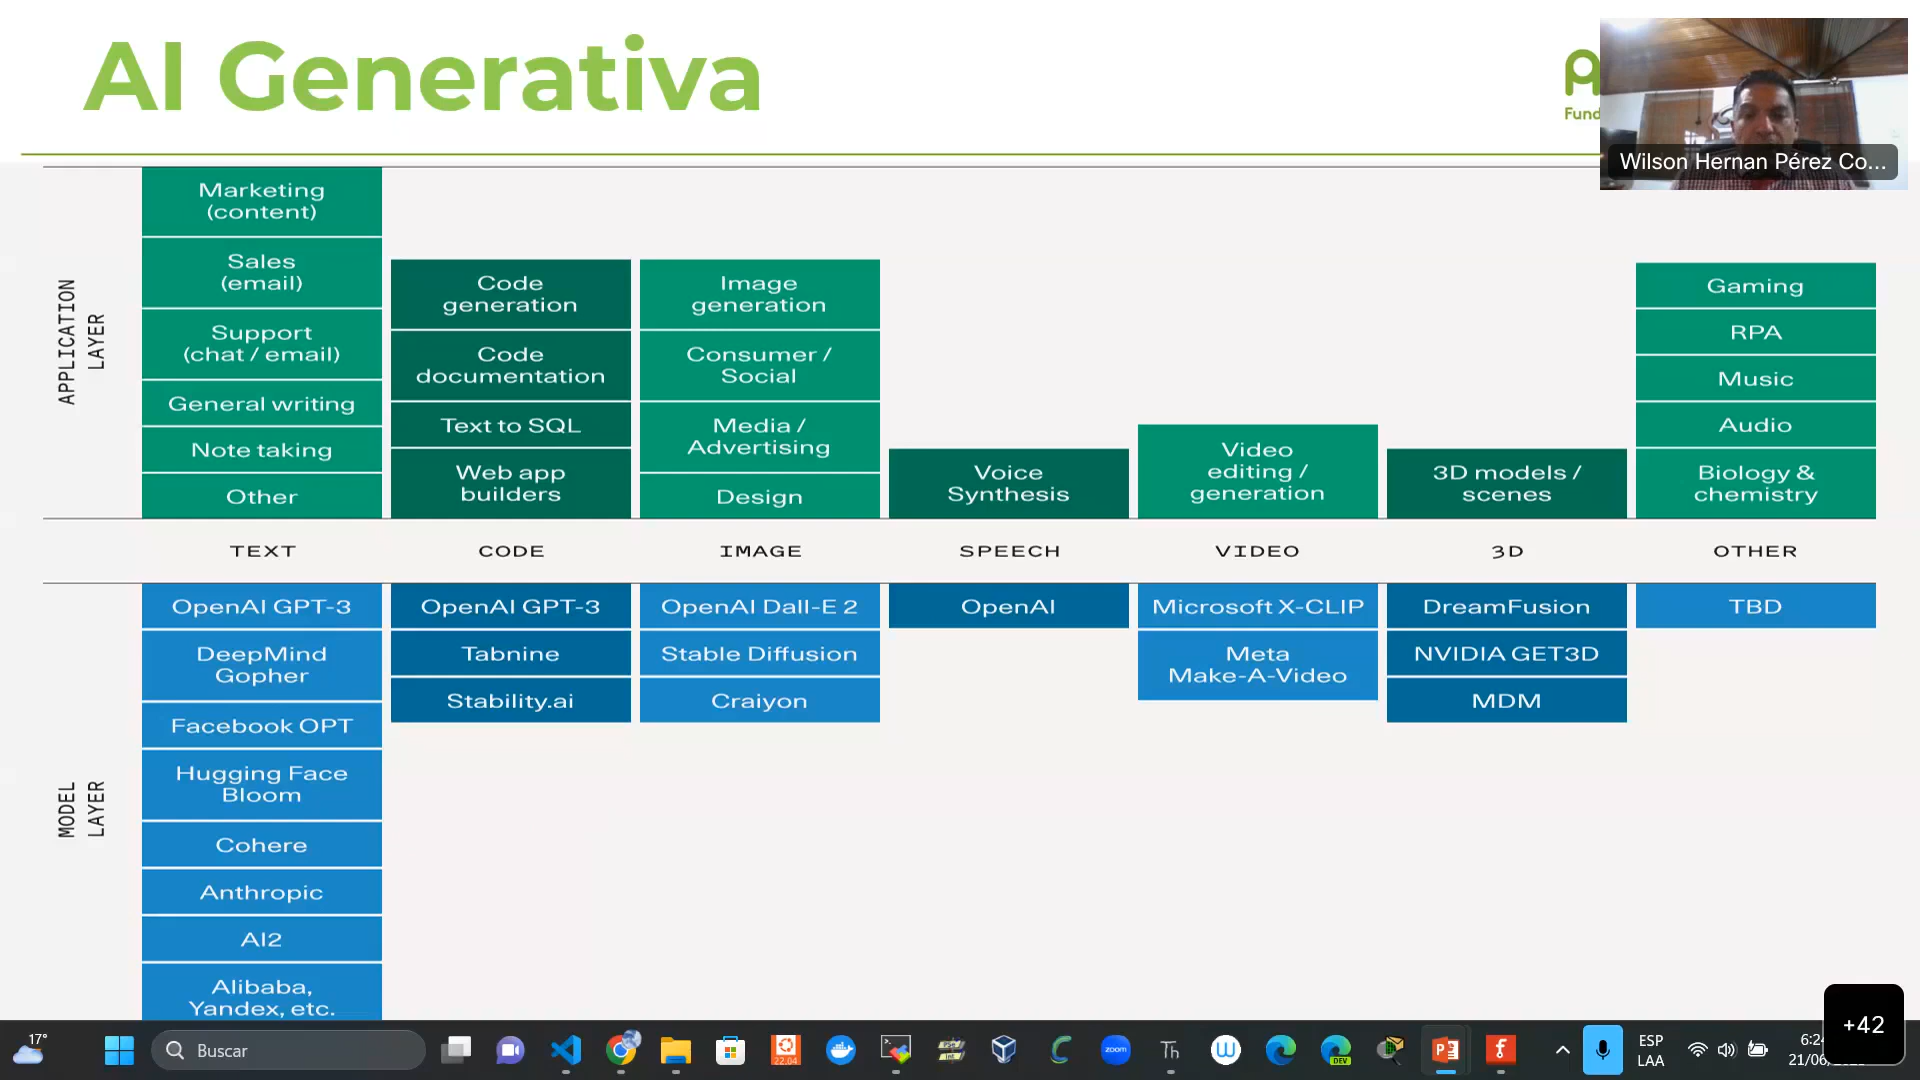 AI Generativa
Fund
Wilson Hernan Pérez Co...
APPLICATION
LAYER
Marketing
(content)
Sales
(email)
Support
(chat / email)
General writing
Note taking
Other
Code
generation
Code
documentation
Text to SQL
Web app
builders
Image
generation
Consumer /
Social
Media /
Advertising
Design
Voice
Synthesis
Video
editing /
generation
3D models /
scenes
Gaming
RPA
Music
Audio
Biology &
chemistry
TEXT
CODE
IMAGE
SPEECH
VIDEO
3D
OTHER
MODEL
LAYER
OpenAI GPT-3
DeepMind
Gopher
Facebook OPT
Hugging Face
Bloom
Cohere
Anthropic
AI2
Alibaba,
Yandex, etc.
OpenAI GPT-3
Tabnine
Stability.ai
OpenAI Dall-E 2
Stable Diffusion
Craiyon
OpenAI
Microsoft X-CLIP
Meta
Make-A-Video
DreamFusion
NVIDIA GET3D
MDM
TBD
17°
Buscar
22.04
zoom
Th
DEV
ESP
LAA
+42